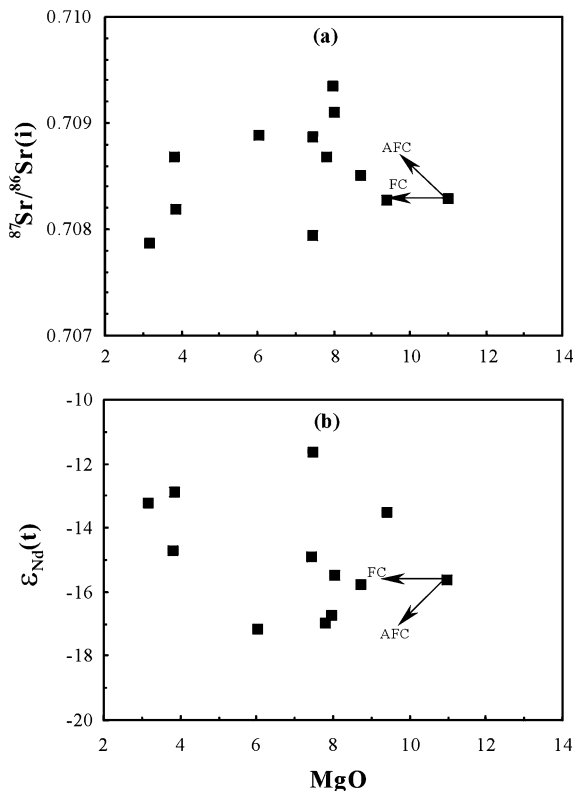 0.710
(a)
0.709
⁸⁷Sr/⁸⁶Sr(i)
AFC
FC
0.708
0.707
2 4 6 8 10 12 14
-10
(b)
-12
-14
εNd(t)
FC
-16
AFC
-18
-20
2 4 6 8 10 12 14
MgO